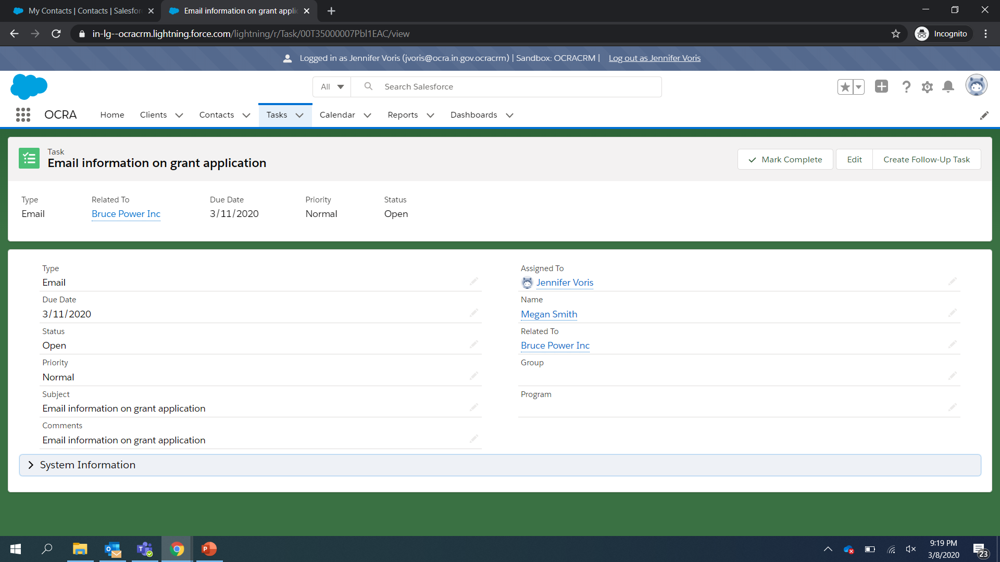 My Contacts | Contacts | Salesfor
Email information on grant appli
in-lg--ocracrm.lightning.force.com/lightning/r/Task/00T35000007Pbl1EAC/view
Incognito
Logged in as Jennifer Voris (jvoris@ocra.in.gov.ocracrm) | Sandbox: OCRACRM | Log out as Jennifer Voris
All
Search Salesforce
OCRA
Home
Clients
Contacts
Tasks
Calendar
Reports
Dashboards
Task
Email information on grant application
Mark Complete
Edit
Create Follow-Up Task
Type
Related To
Due Date
Priority
Status
Email
Bruce Power Inc
3/11/2020
Normal
Open
Type
Email
Assigned To
Jennifer Voris
Due Date
3/11/2020
Name
Megan Smith
Status
Open
Related To
Bruce Power Inc
Priority
Normal
Group
Subject
Email information on grant application
Program
Comments
Email information on grant application
System Information
9:19 PM
3/8/2020
23